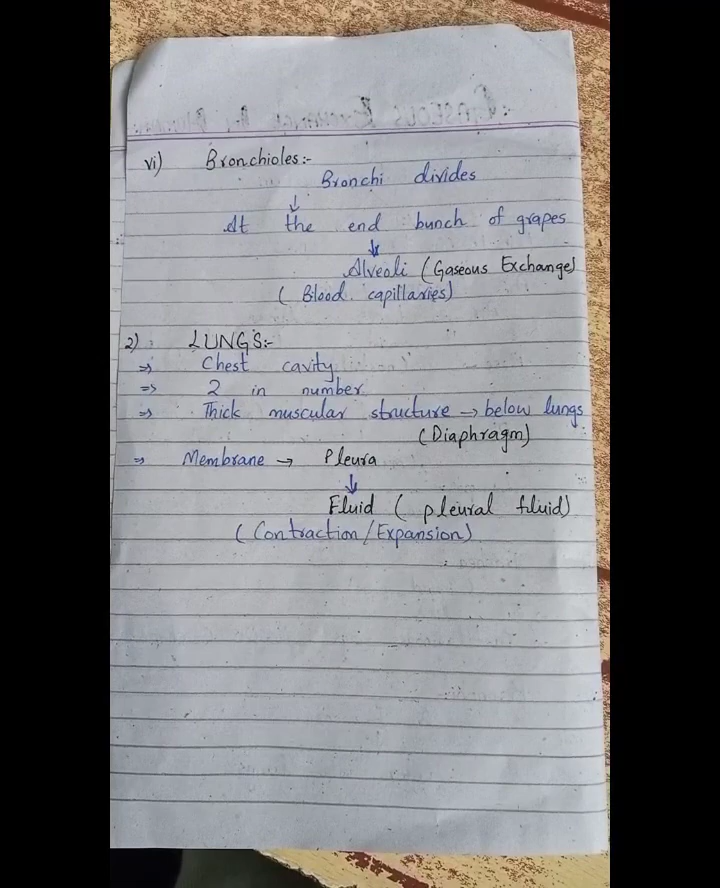 vi) Bronchioles:-
Bronchi divides
↓
At the end bunch of grapes
↓
Alveoli (Gaseous Exchange)
( Blood capillaries)
2) LUNGS:-
⇒ Chest cavity
⇒ 2 in number
⇒ Thick muscular structure → below lungs
(Diaphragm)
⇒ Membrane → Pleura
↓
Fluid ( pleural fluid)
( Contraction/Expansion)